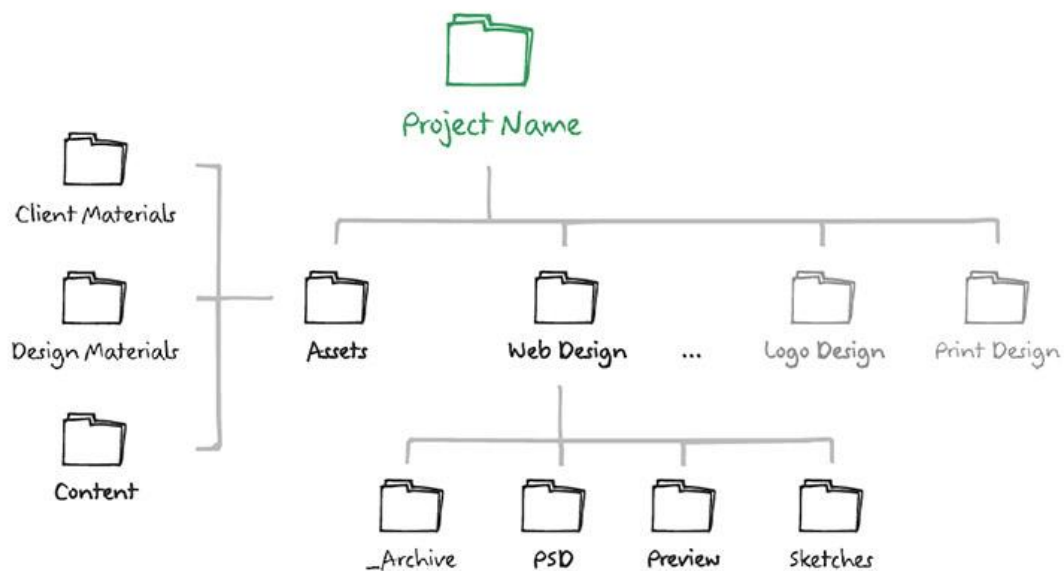 Project Name
Client Materials
Design Materials
Assets
Web Design
...
Logo Design
Print Design
Content
_Archive
PSD
Preview
Sketches